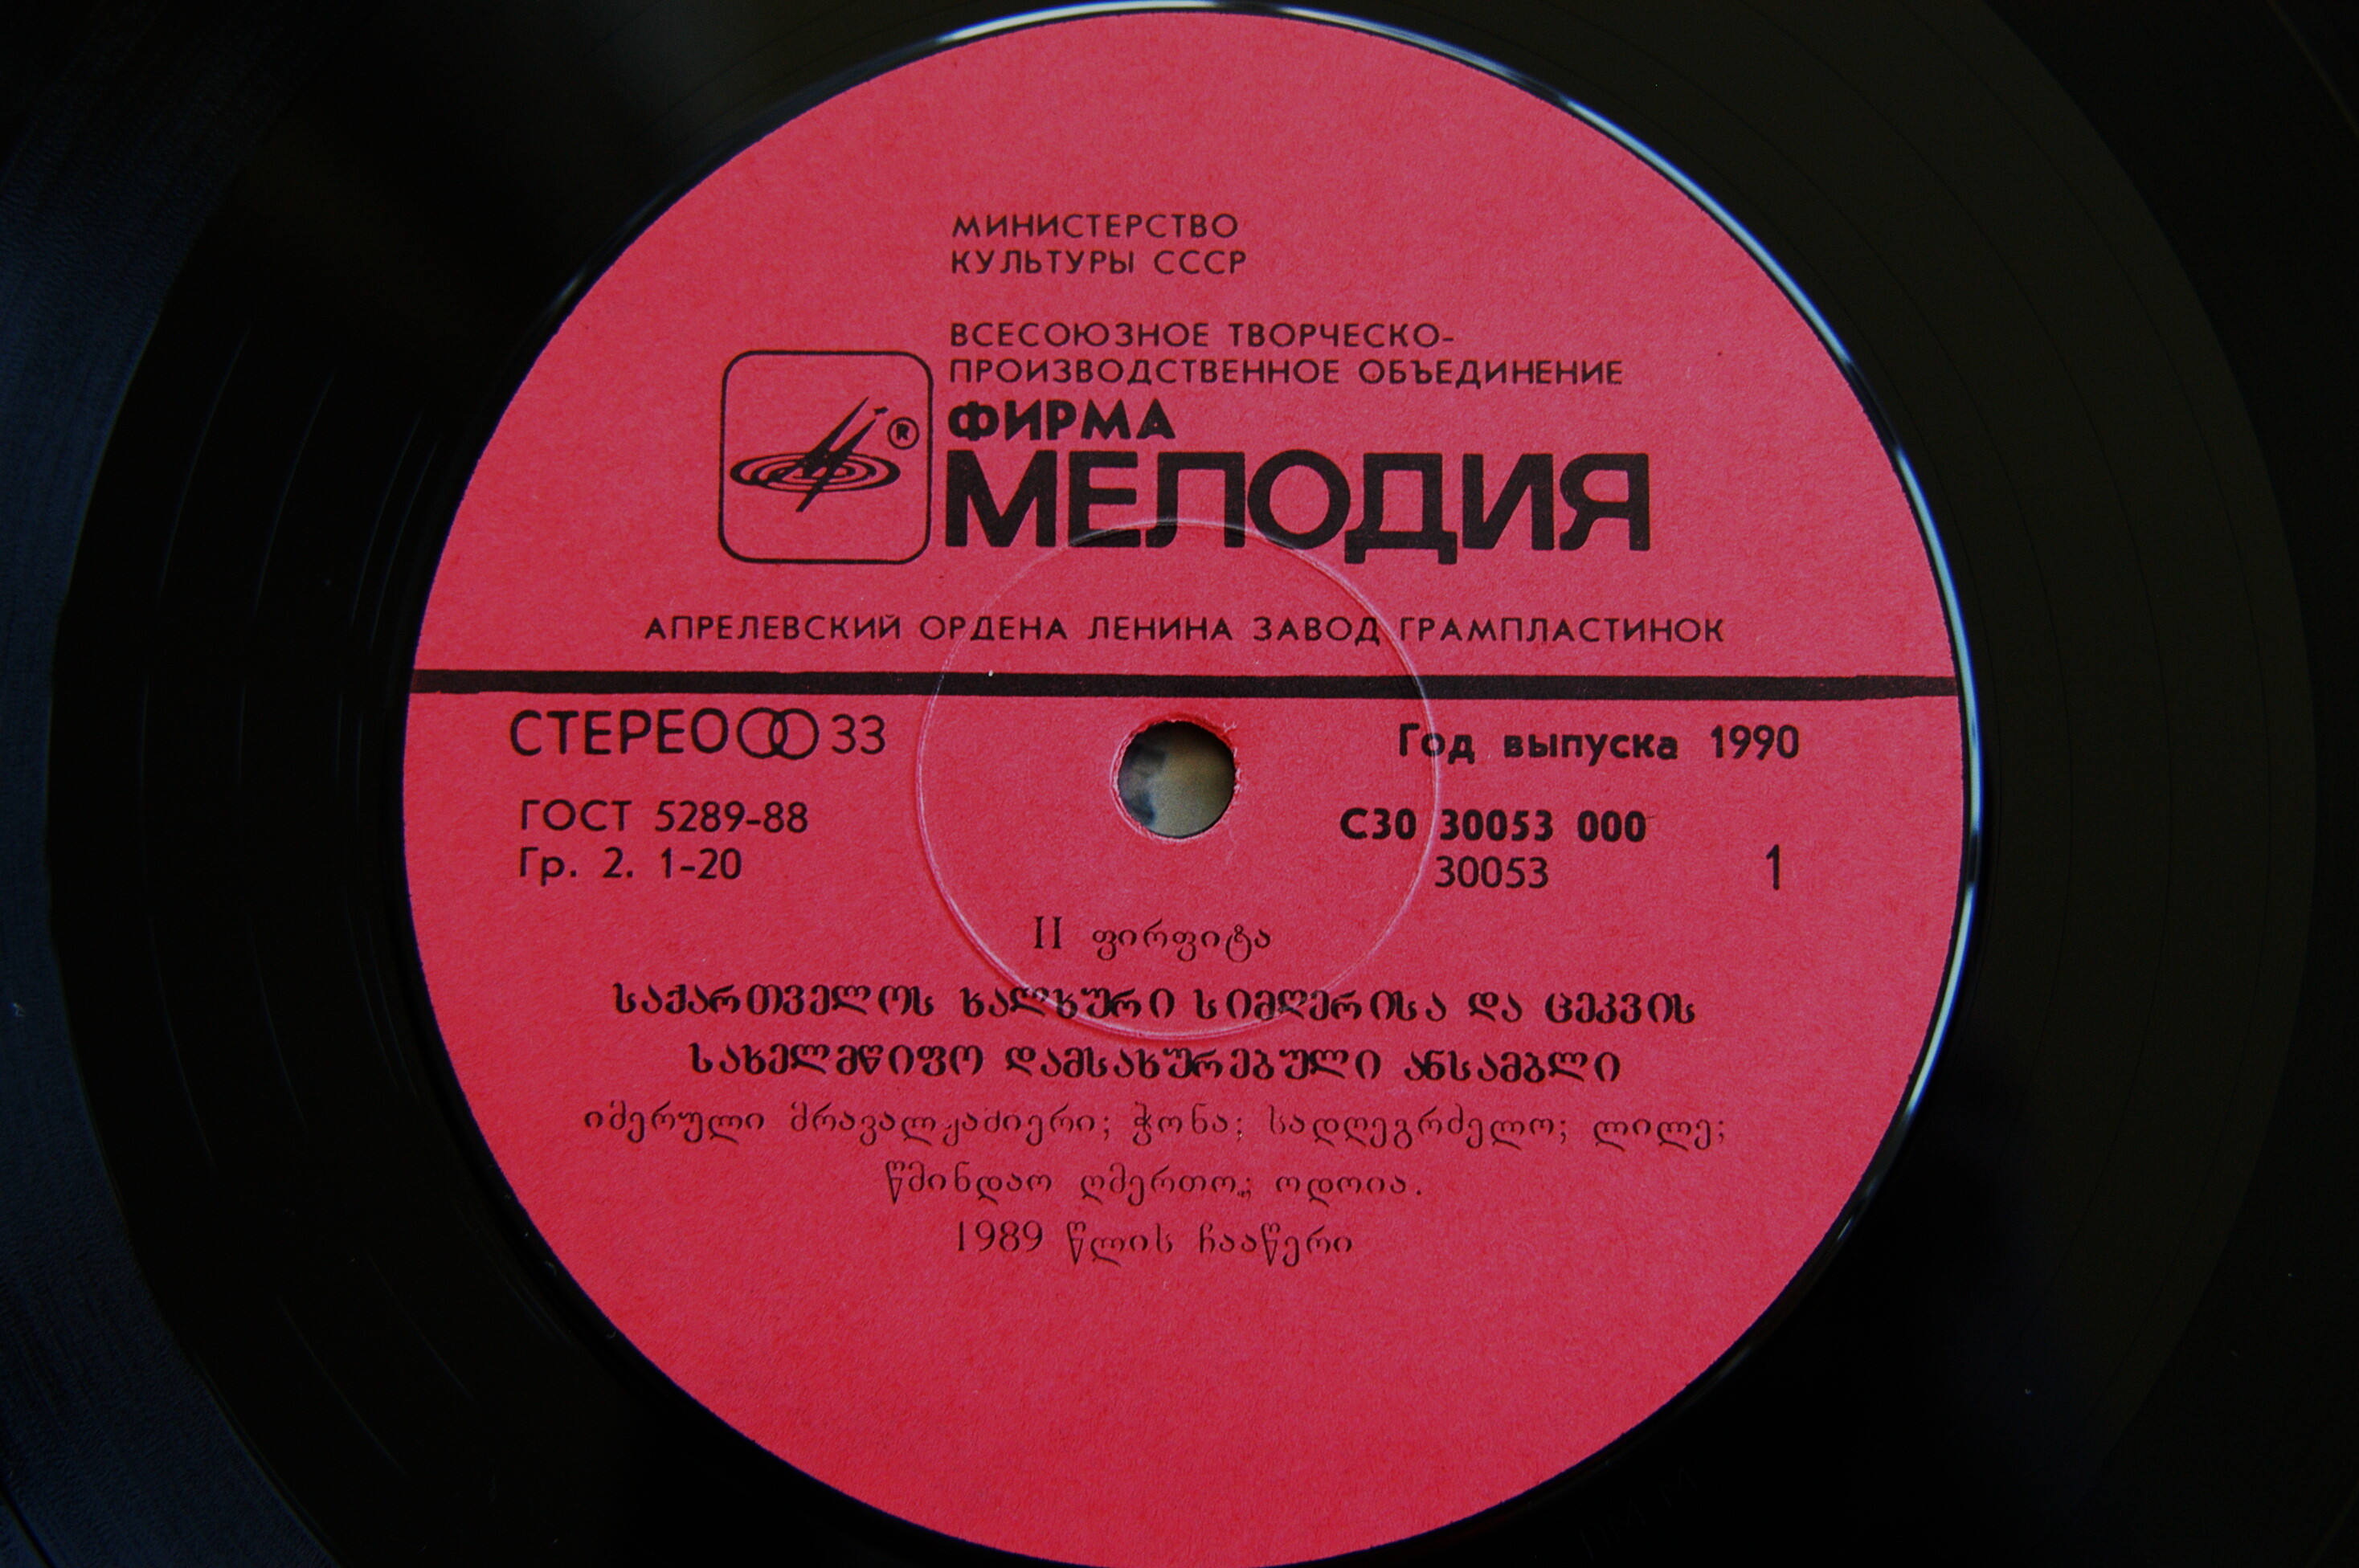 МИНИСТЕРСТВО
КУЛЬТУРЫ СССР
ВСЕСОЮЗНОЕ ТВОРЧЕСКО-
ПРОИЗВОДСТВЕННОЕ ОБЪЕДИНЕНИЕ
ФИРМА
®
МЕЛОДИЯ
АПРЕЛЕВСКИЙ ОРДЕНА ЛЕНИНА ЗАВОД ГРАМПЛАСТИНОК
СТЕРЕО 33
Год выпуска 1990
ГОСТ 5289-88
Гр. 2. 1-20
С30 30053 000
30053
1
II ფირფიტა
საქართველოს ხალხური სიმღერისა და ცეკვის
სახელმწიფო დამსახურებული ანსამბლი
იმერული მრავალჟამიერი; ჭონა; სადღეგრძელო; ლილე;
წმინდაო ღმერთო; ოდოია.
1989 წლის ჩააწერი